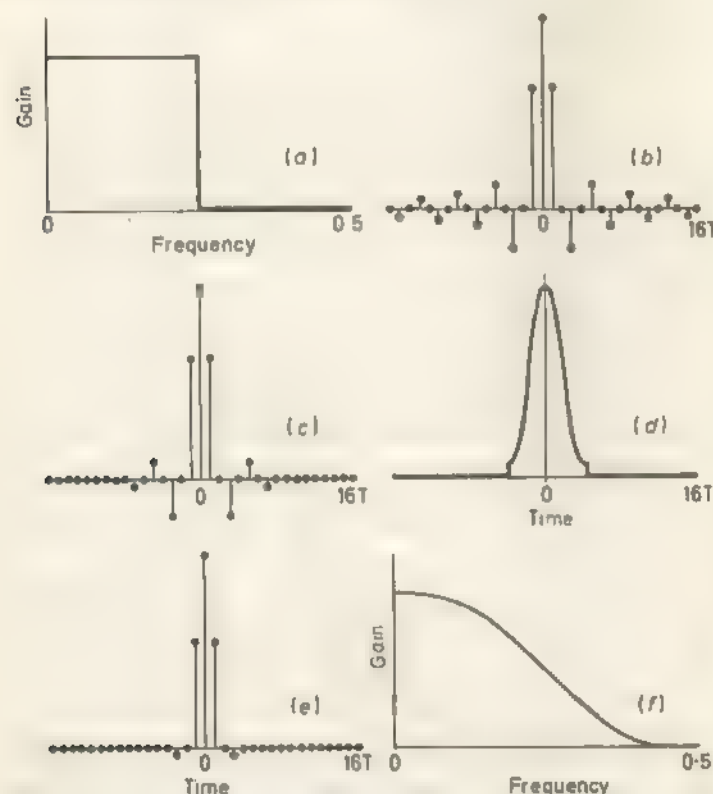 Gain
(a)
0
0·5
Frequency
(b)
0
16T
(c)
0
16T
(d)
0
16T
Time
(e)
0
16T
Time
Gain
(f)
0
0·5
Frequency